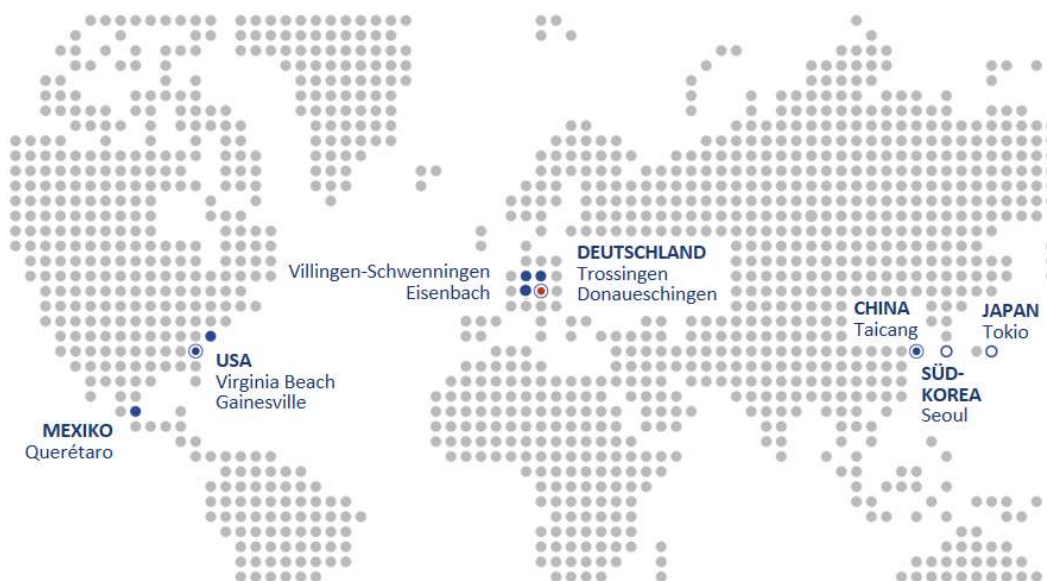 Villingen-Schwenningen
Eisenbach
DEUTSCHLAND
Trossingen
Donaueschingen
CHINA
Taicang
JAPAN
Tokio
USA
Virginia Beach
Gainesville
SÜD-
KOREA
Seoul
MEXIKO
Querétaro